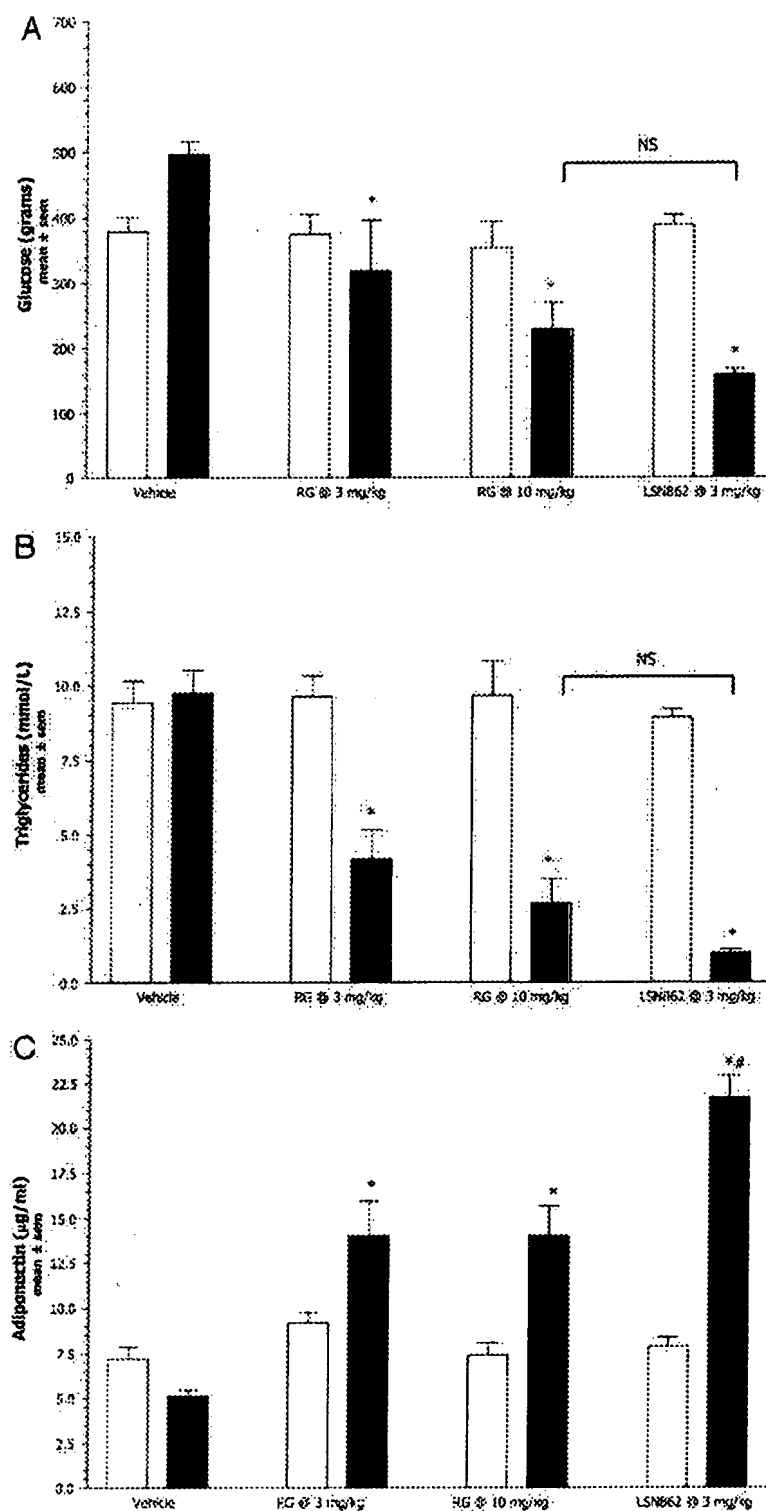 A
700
600
500
400
300
200
100
0
Glucose (grams)
mean ± sem
*
*
NS
*
Vehicle
RG @ 3 mg/kg
RG @ 10 mg/kg
LSN862 @ 3 mg/kg
B
15.0
12.5
10.0
7.5
5.0
2.5
0.0
Triglycerides (mmol/L)
mean ± sem
*
*
NS
*
Vehicle
RG @ 3 mg/kg
RG @ 10 mg/kg
LSN862 @ 3 mg/kg
C
25.0
22.5
20.0
17.5
15.0
12.5
10.0
7.5
5.0
2.5
0.0
Adiponectin (μg/ml)
mean ± sem
*
*
*#
Vehicle
RG @ 3 mg/kg
RG @ 10 mg/kg
LSN862 @ 3 mg/kg